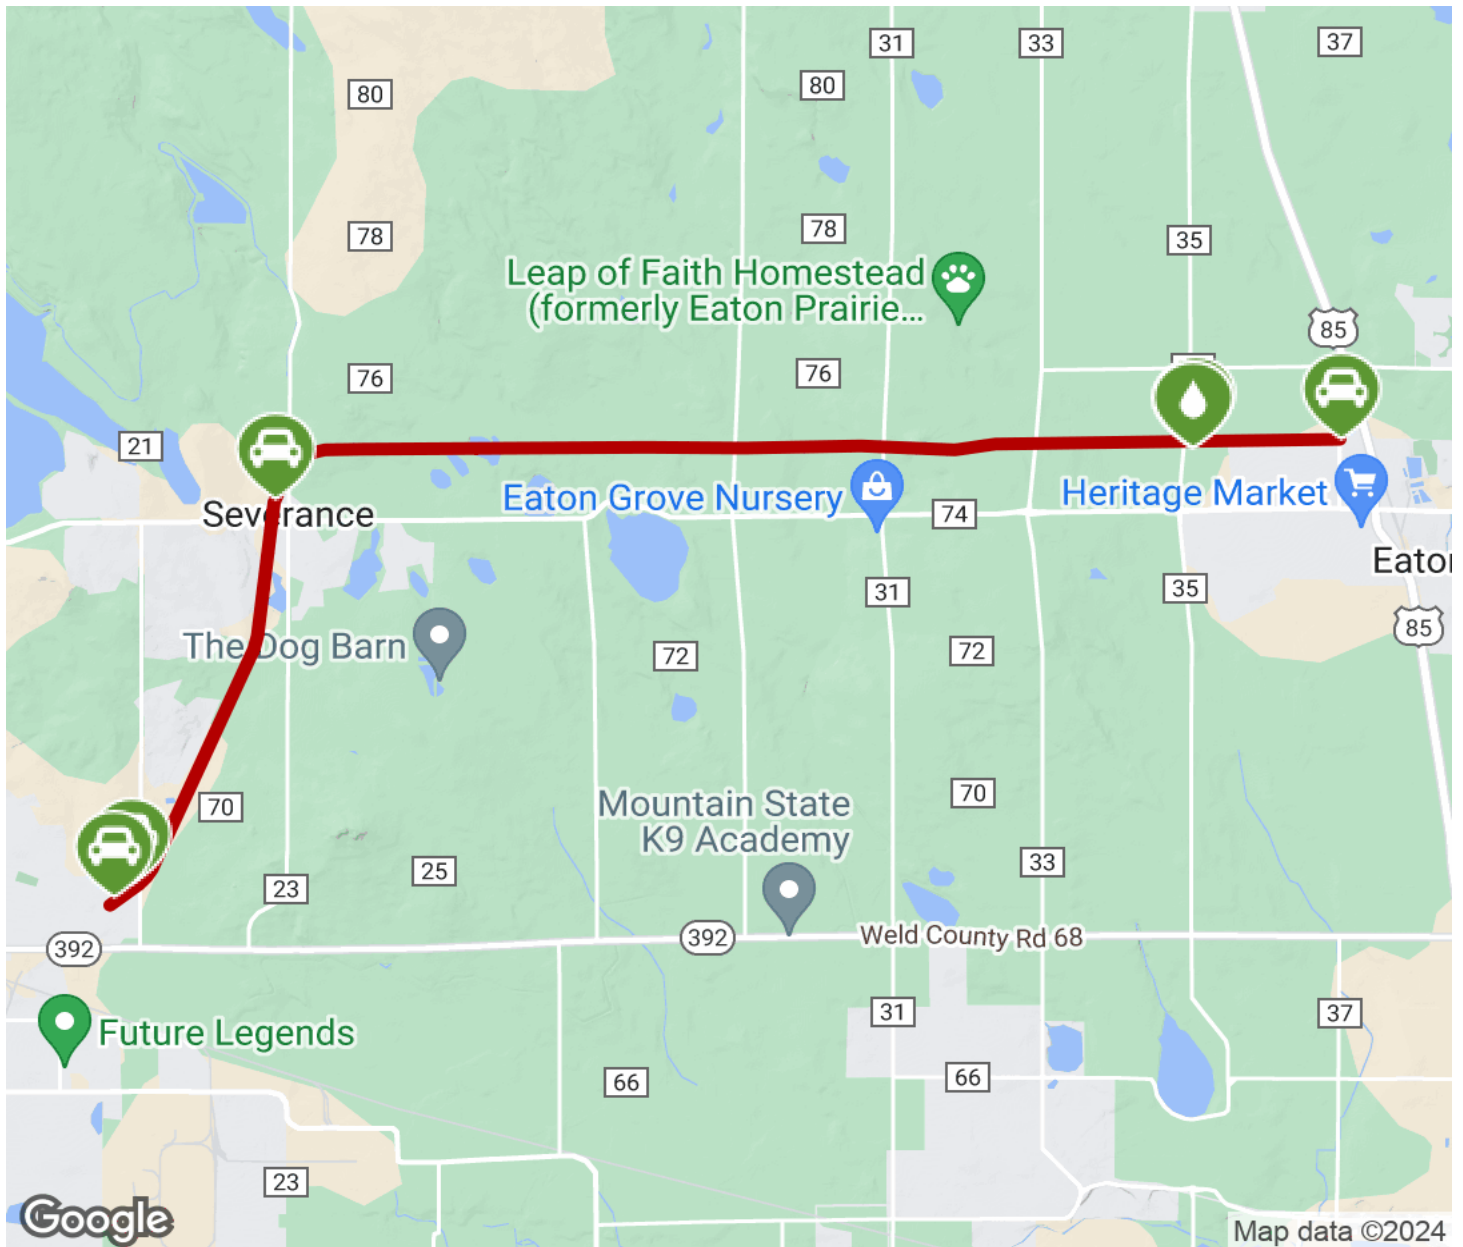 31
33
37
80
80
78
78
35
Leap of Faith Homestead
(formerly Eaton Prairie...
85
76
76
21
Severance
Eaton Grove Nursery
74
Heritage Market
Eato
31
35
85
The Dog Barn
72
72
70
Mountain State
K9 Academy
70
25
33
23
392
392
Weld County Rd 68
Future Legends
31
37
66
66
23
Google
Map data ©2024